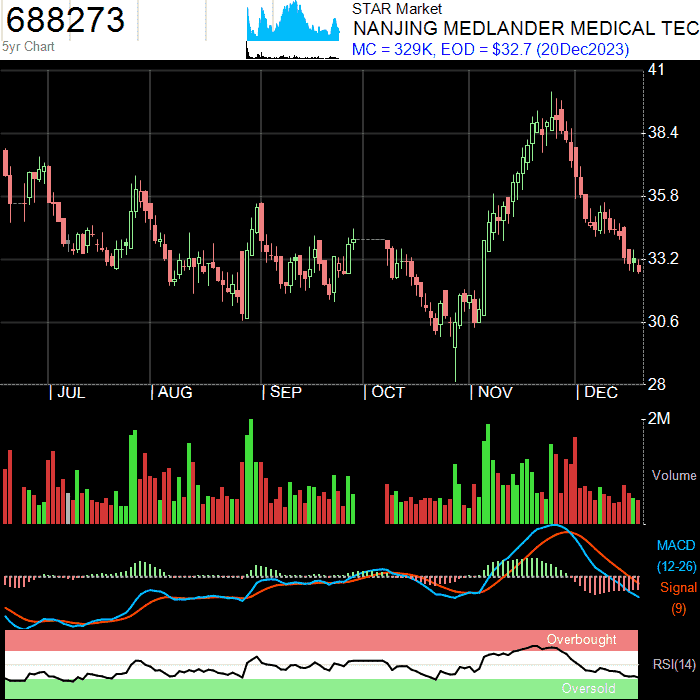 688273
5yr Chart
STAR Market
NANJING MEDLANDER MEDICAL TEC
MC = 329K, EOD = $32.7 (20Dec2023)
41
38.4
35.8
33.2
30.6
28
JUL
AUG
SEP
OCT
NOV
DEC
2M
Volume
MACD
(12-26)
Signal
(9)
Overbought
RSI(14)
Oversold